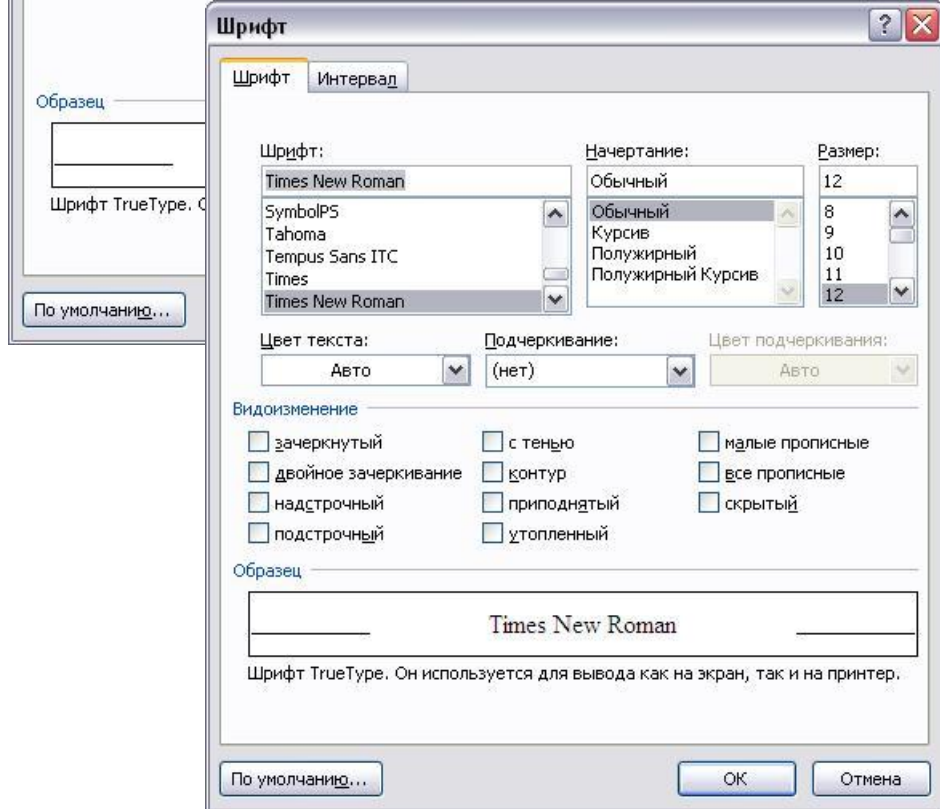 Шрифт
Шрифт Интервал
Образец
Шрифт TrueType. О
По умолчанию...
Шрифт: Начертание: Размер:
Times New Roman Обычный 12
SymbolPS Обычный 8
Tahoma Курсив 9
Tempus Sans ITC Полужирный 10
Times Полужирный Курсив 11
Times New Roman 12
Цвет текста: Подчеркивание: Цвет подчеркивания:
Авто (нет) Авто
Видоизменение
зачеркнутый с тенью малые прописные
двойное зачеркивание контур все прописные
надстрочный приподнятый скрытый
подстрочный утопленный
Образец
Times New Roman
Шрифт TrueType. Он используется для вывода как на экран, так и на принтер.
По умолчанию... ОК Отмена